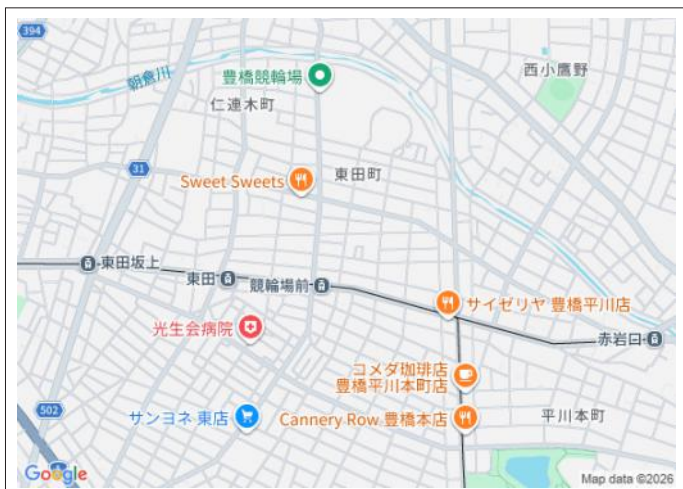 394
朝倉川
豊橋競輪場
仁連木町
西小鷹野
31
Sweet Sweets
東田町
東田坂上
東田
競輪場前
サイゼリヤ 豊橋平川店
光生会病院
赤岩口
コメダ珈琲店
豊橋平川本町店
502
サンヨネ 東店
Cannery Row 豊橋本店
平川本町
Google
Map data ©2026